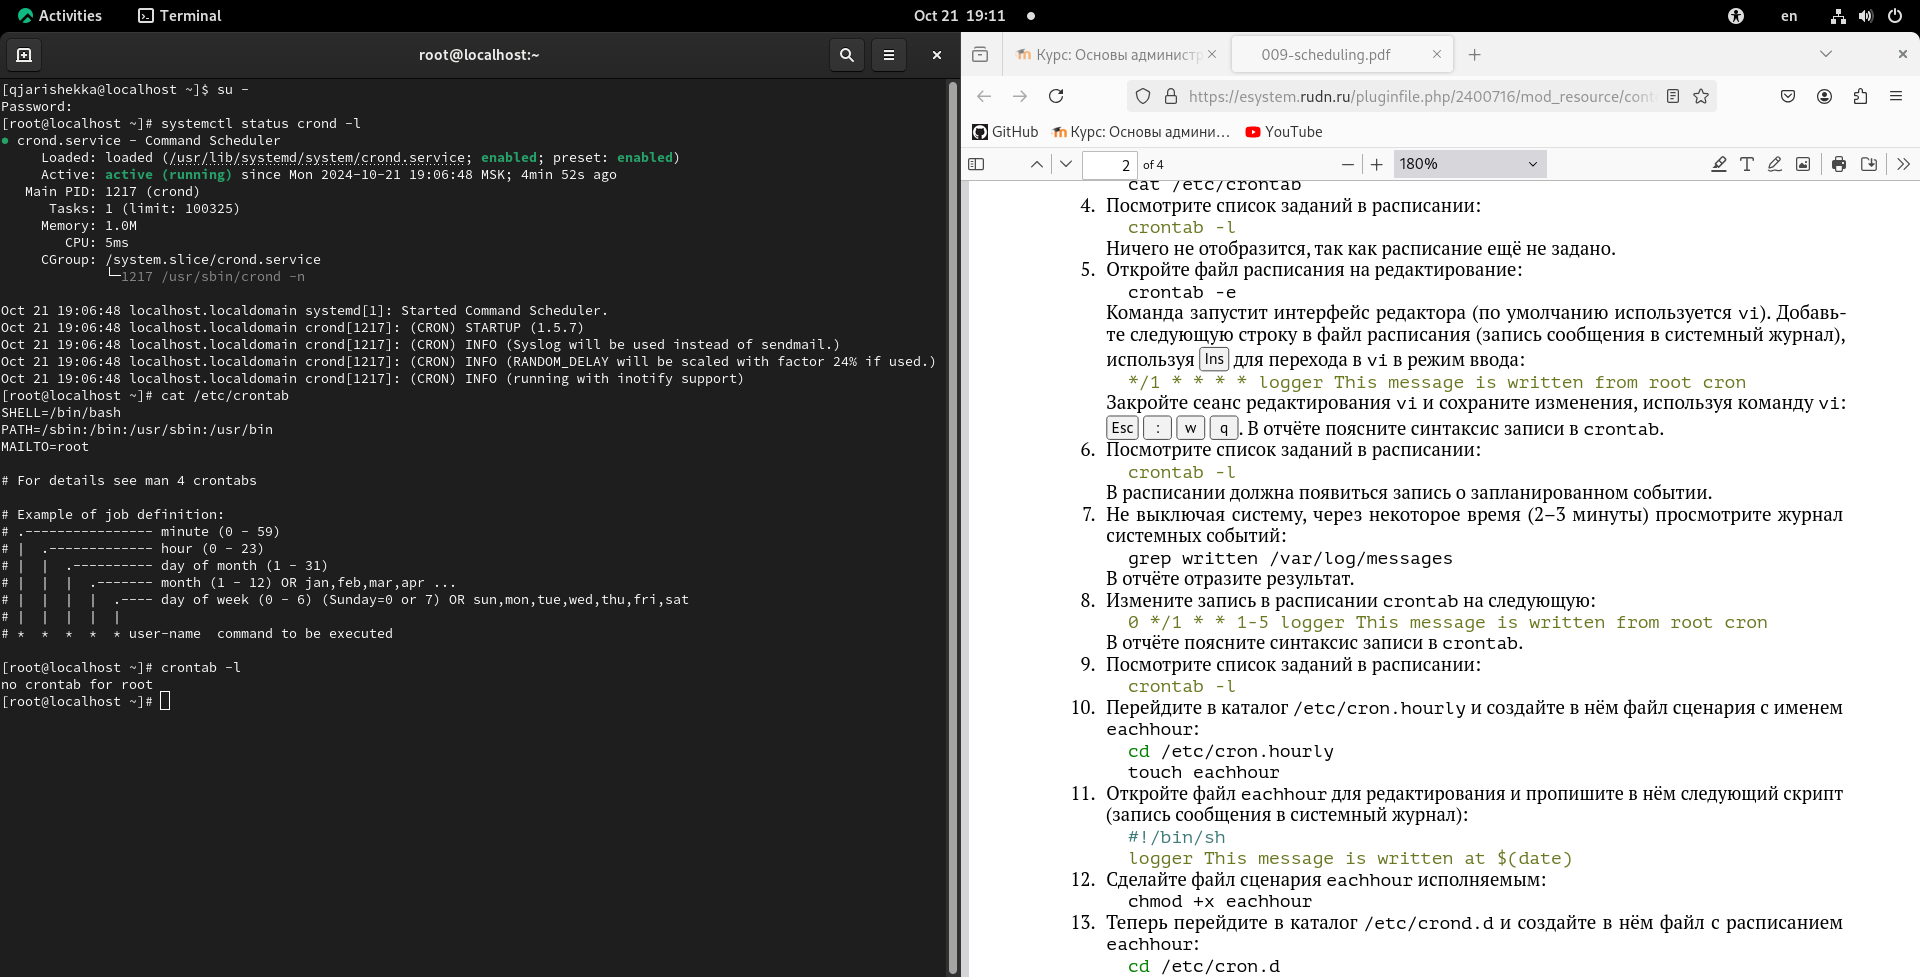 Activities Terminal Oct 21 19:11 en
root@localhost:~
[qjarishekka@localhost ~]$ su -
Password:
[root@localhost ~]# systemctl status crond -l
● crond.service - Command Scheduler
Loaded: loaded (/usr/lib/systemd/system/crond.service; enabled; preset: enabled)
Active: active (running) since Mon 2024-10-21 19:06:48 MSK; 4min 52s ago
Main PID: 1217 (crond)
Tasks: 1 (limit: 100325)
Memory: 1.0M
CPU: 5ms
CGroup: /system.slice/crond.service
└─1217 /usr/sbin/crond -n
Oct 21 19:06:48 localhost.localdomain systemd[1]: Started Command Scheduler.
Oct 21 19:06:48 localhost.localdomain crond[1217]: (CRON) STARTUP (1.5.7)
Oct 21 19:06:48 localhost.localdomain crond[1217]: (CRON) INFO (Syslog will be used instead of sendmail.)
Oct 21 19:06:48 localhost.localdomain crond[1217]: (CRON) INFO (RANDOM_DELAY will be scaled with factor 24% if used.)
Oct 21 19:06:48 localhost.localdomain crond[1217]: (CRON) INFO (running with inotify support)
[root@localhost ~]# cat /etc/crontab
SHELL=/bin/bash
PATH=/sbin:/bin:/usr/sbin:/usr/bin
MAILTO=root
# For details see man 4 crontabs
# Example of job definition:
# .---------------- minute (0 - 59)
# | .------------- hour (0 - 23)
# | | .---------- day of month (1 - 31)
# | | | .------- month (1 - 12) OR jan,feb,mar,apr ...
# | | | | .---- day of week (0 - 6) (Sunday=0 or 7) OR sun,mon,tue,wed,thu,fri,sat
# | | | | |
# * * * * * user-name command to be executed
[root@localhost ~]# crontab -l
no crontab for root
[root@localhost ~]#
Курс: Основы администр 009-scheduling.pdf
https://esystem.rudn.ru/pluginfile.php/2400716/mod_resource/cont
GitHub Курс: Основы админи… YouTube
2 of 4 180%
cat /etc/crontab
4. Посмотрите список заданий в расписании:
crontab -l
Ничего не отобразится, так как расписание ещё не задано.
5. Откройте файл расписания на редактирование:
crontab -e
Команда запустит интерфейс редактора (по умолчанию используется vi). Добавь-
те следующую строку в файл расписания (запись сообщения в системный журнал),
используя Ins для перехода в vi в режим ввода:
*/1 * * * * logger This message is written from root cron
Закройте сеанс редактирования vi и сохраните изменения, используя команду vi:
Esc : w q. В отчёте поясните синтаксис записи в crontab.
6. Посмотрите список заданий в расписании:
crontab -l
В расписании должна появиться запись о запланированном событии.
7. Не выключая систему, через некоторое время (2–3 минуты) просмотрите журнал
системных событий:
grep written /var/log/messages
В отчёте отразите результат.
8. Измените запись в расписании crontab на следующую:
0 */1 * * 1-5 logger This message is written from root cron
В отчёте поясните синтаксис записи в crontab.
9. Посмотрите список заданий в расписании:
crontab -l
10. Перейдите в каталог /etc/cron.hourly и создайте в нём файл сценария с именем
eachhour:
cd /etc/cron.hourly
touch eachhour
11. Откройте файл eachhour для редактирования и пропишите в нём следующий скрипт
(запись сообщения в системный журнал):
#!/bin/sh
logger This message is written at $(date)
12. Сделайте файл сценария eachhour исполняемым:
chmod +x eachhour
13. Теперь перейдите в каталог /etc/crond.d и создайте в нём файл с расписанием
eachhour:
cd /etc/cron.d